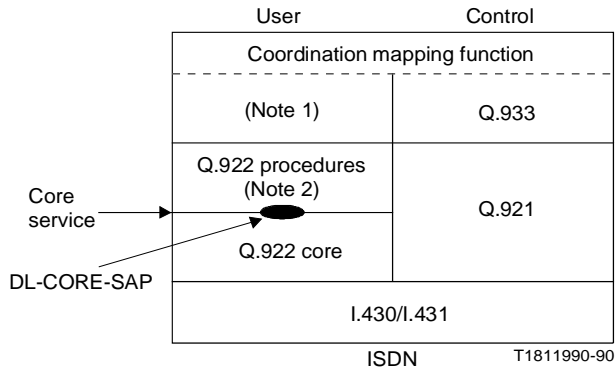 User Control
Coordination mapping function
(Note 1) Q.933
Q.922 procedures
(Note 2)
Core
service
Q.921
Q.922 core
DL-CORE-SAP
I.430/I.431
ISDN T1811990-90